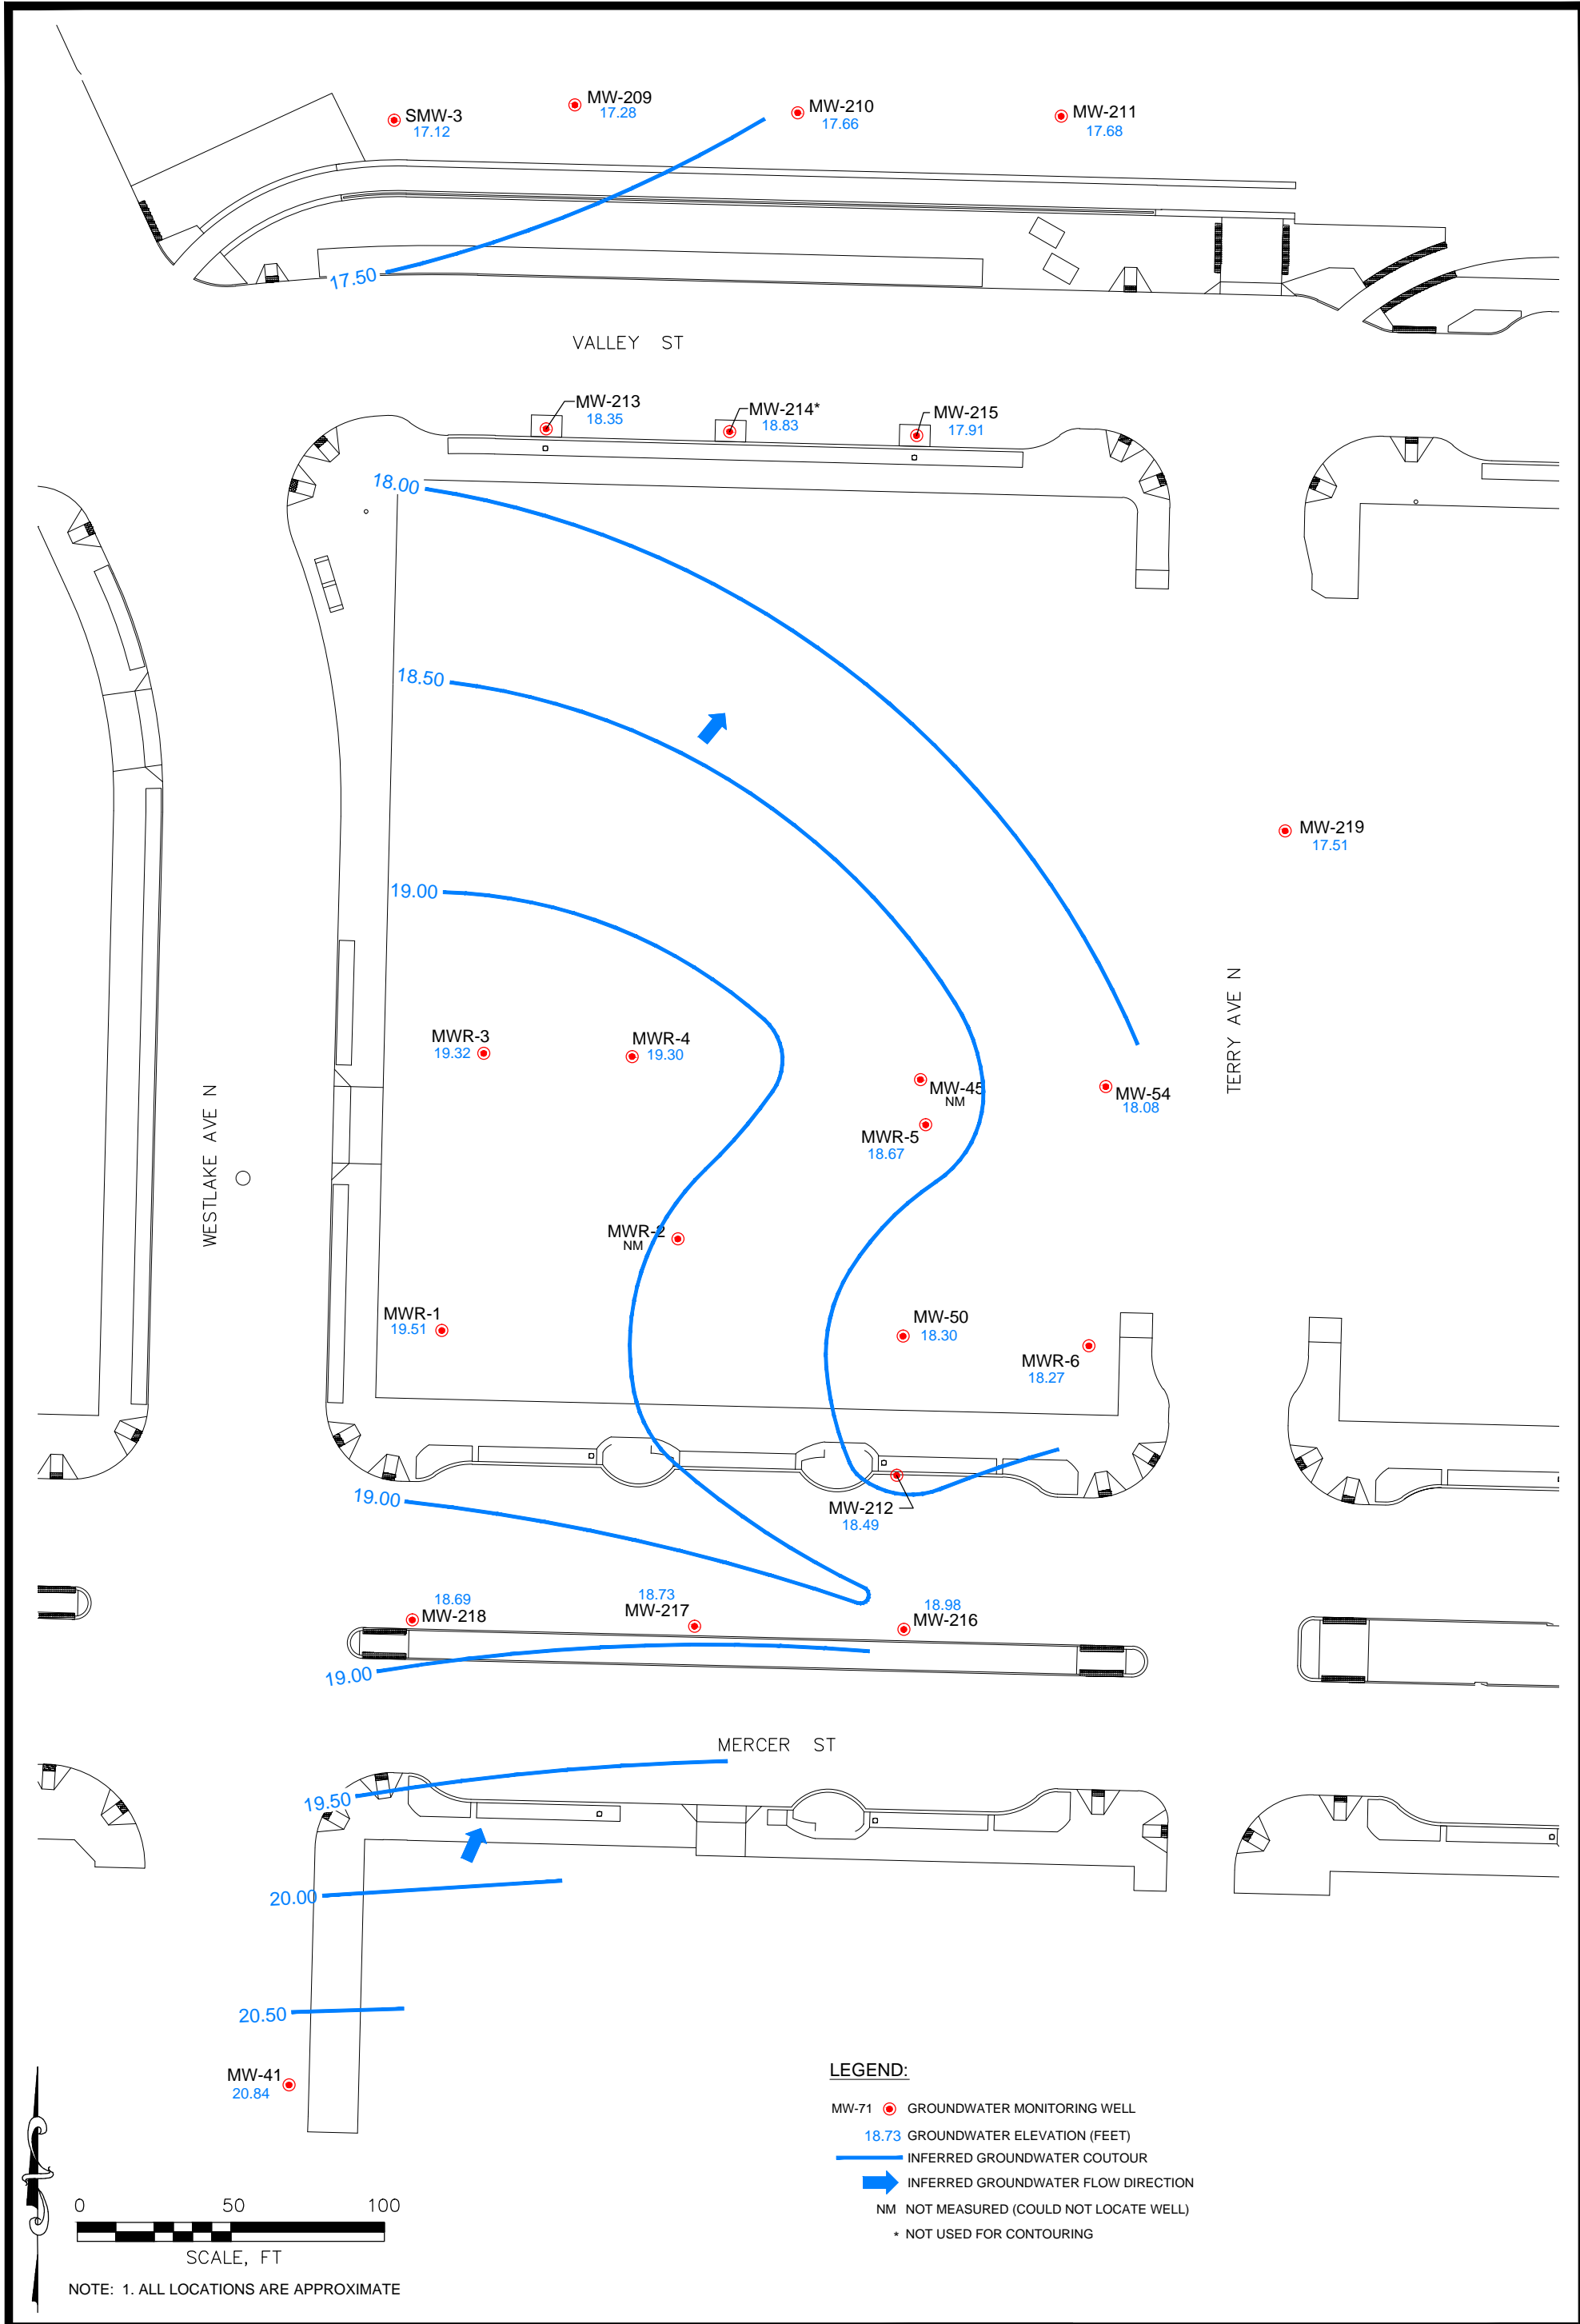 SMW-3
17.12
MW-209
17.28
MW-210
17.66
MW-211
17.68
17.50
VALLEY ST
MW-213
18.35
MW-214*
18.83
MW-215
17.91
18.00
18.50
MW-219
17.51
19.00
TERRY AVE N
MWR-3
19.32
MWR-4
19.30
MW-45
NM
MW-54
18.08
MWR-5
18.67
WESTLAKE AVE N
MWR-2
NM
MWR-1
19.51
MW-50
18.30
MWR-6
18.27
19.00
MW-212
18.49
18.69
MW-218
18.73
MW-217
18.98
MW-216
19.00
MERCER ST
19.50
20.00
20.50
MW-41
20.84
LEGEND:
MW-71 GROUNDWATER MONITORING WELL
18.73 GROUNDWATER ELEVATION (FEET)
INFERRED GROUNDWATER COUTOUR
INFERRED GROUNDWATER FLOW DIRECTION
NM NOT MEASURED (COULD NOT LOCATE WELL)
* NOT USED FOR CONTOURING
0 50 100
SCALE, FT
NOTE: 1. ALL LOCATIONS ARE APPROXIMATE